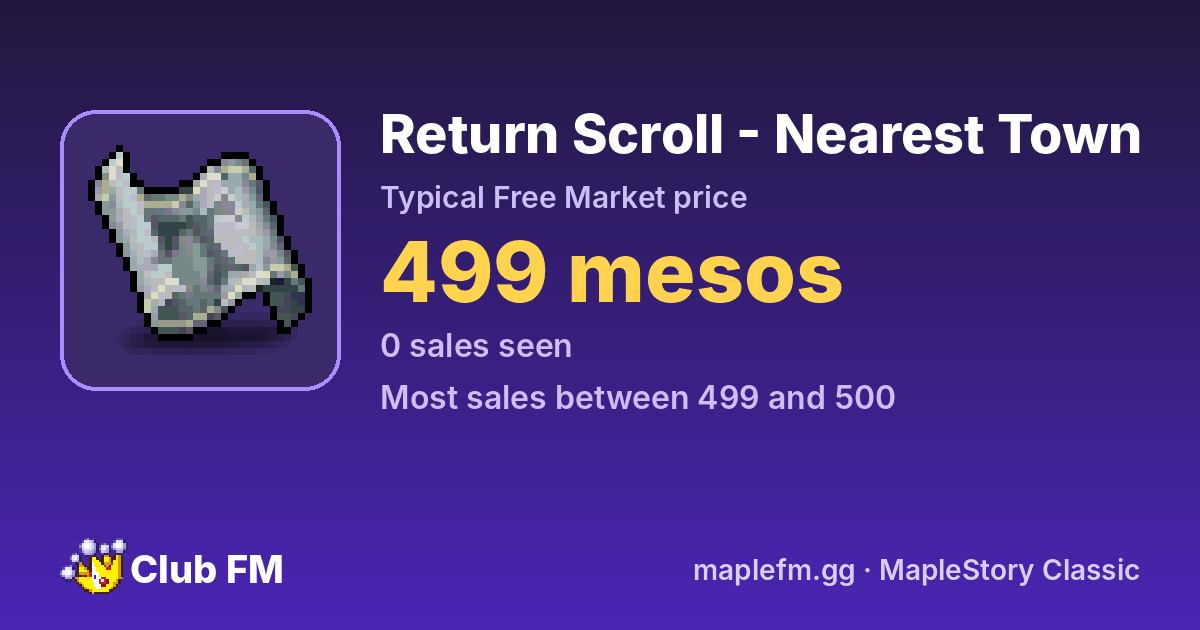 Return Scroll - Nearest Town
Typical Free Market price
499 mesos
0 sales seen
Most sales between 499 and 500
Club FM
maplefm.gg · MapleStory Classic